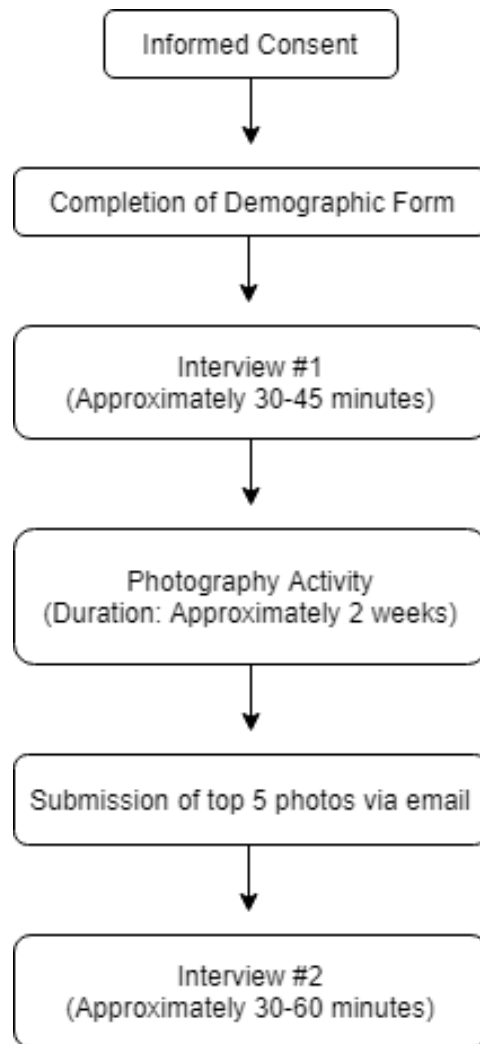 Informed Consent
Completion of Demographic Form
Interview #1
(Approximately 30-45 minutes)
Photography Activity
(Duration: Approximately 2 weeks)
Submission of top 5 photos via email
Interview #2
(Approximately 30-60 minutes)